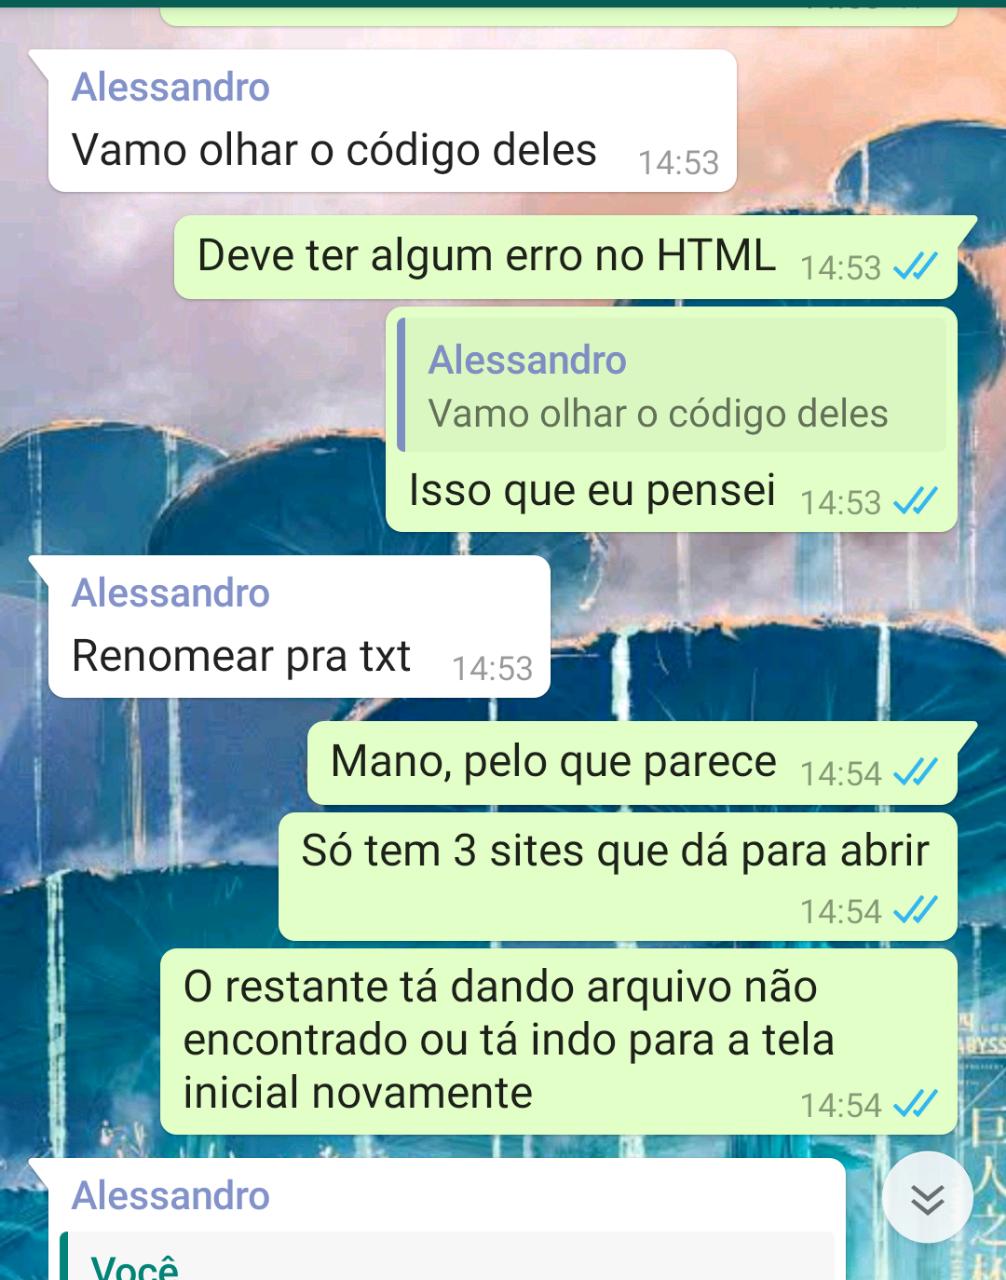 Alessandro
Vamo olhar o código deles 14:53
Deve ter algum erro no HTML 14:53
Alessandro
Vamo olhar o código deles
Isso que eu pensei 14:53
Alessandro
Renomear pra txt 14:53
Mano, pelo que parece 14:54
Só tem 3 sites que dá para abrir
14:54
O restante tá dando arquivo não
encontrado ou tá indo para a tela
inicial novamente 14:54
Alessandro
Você